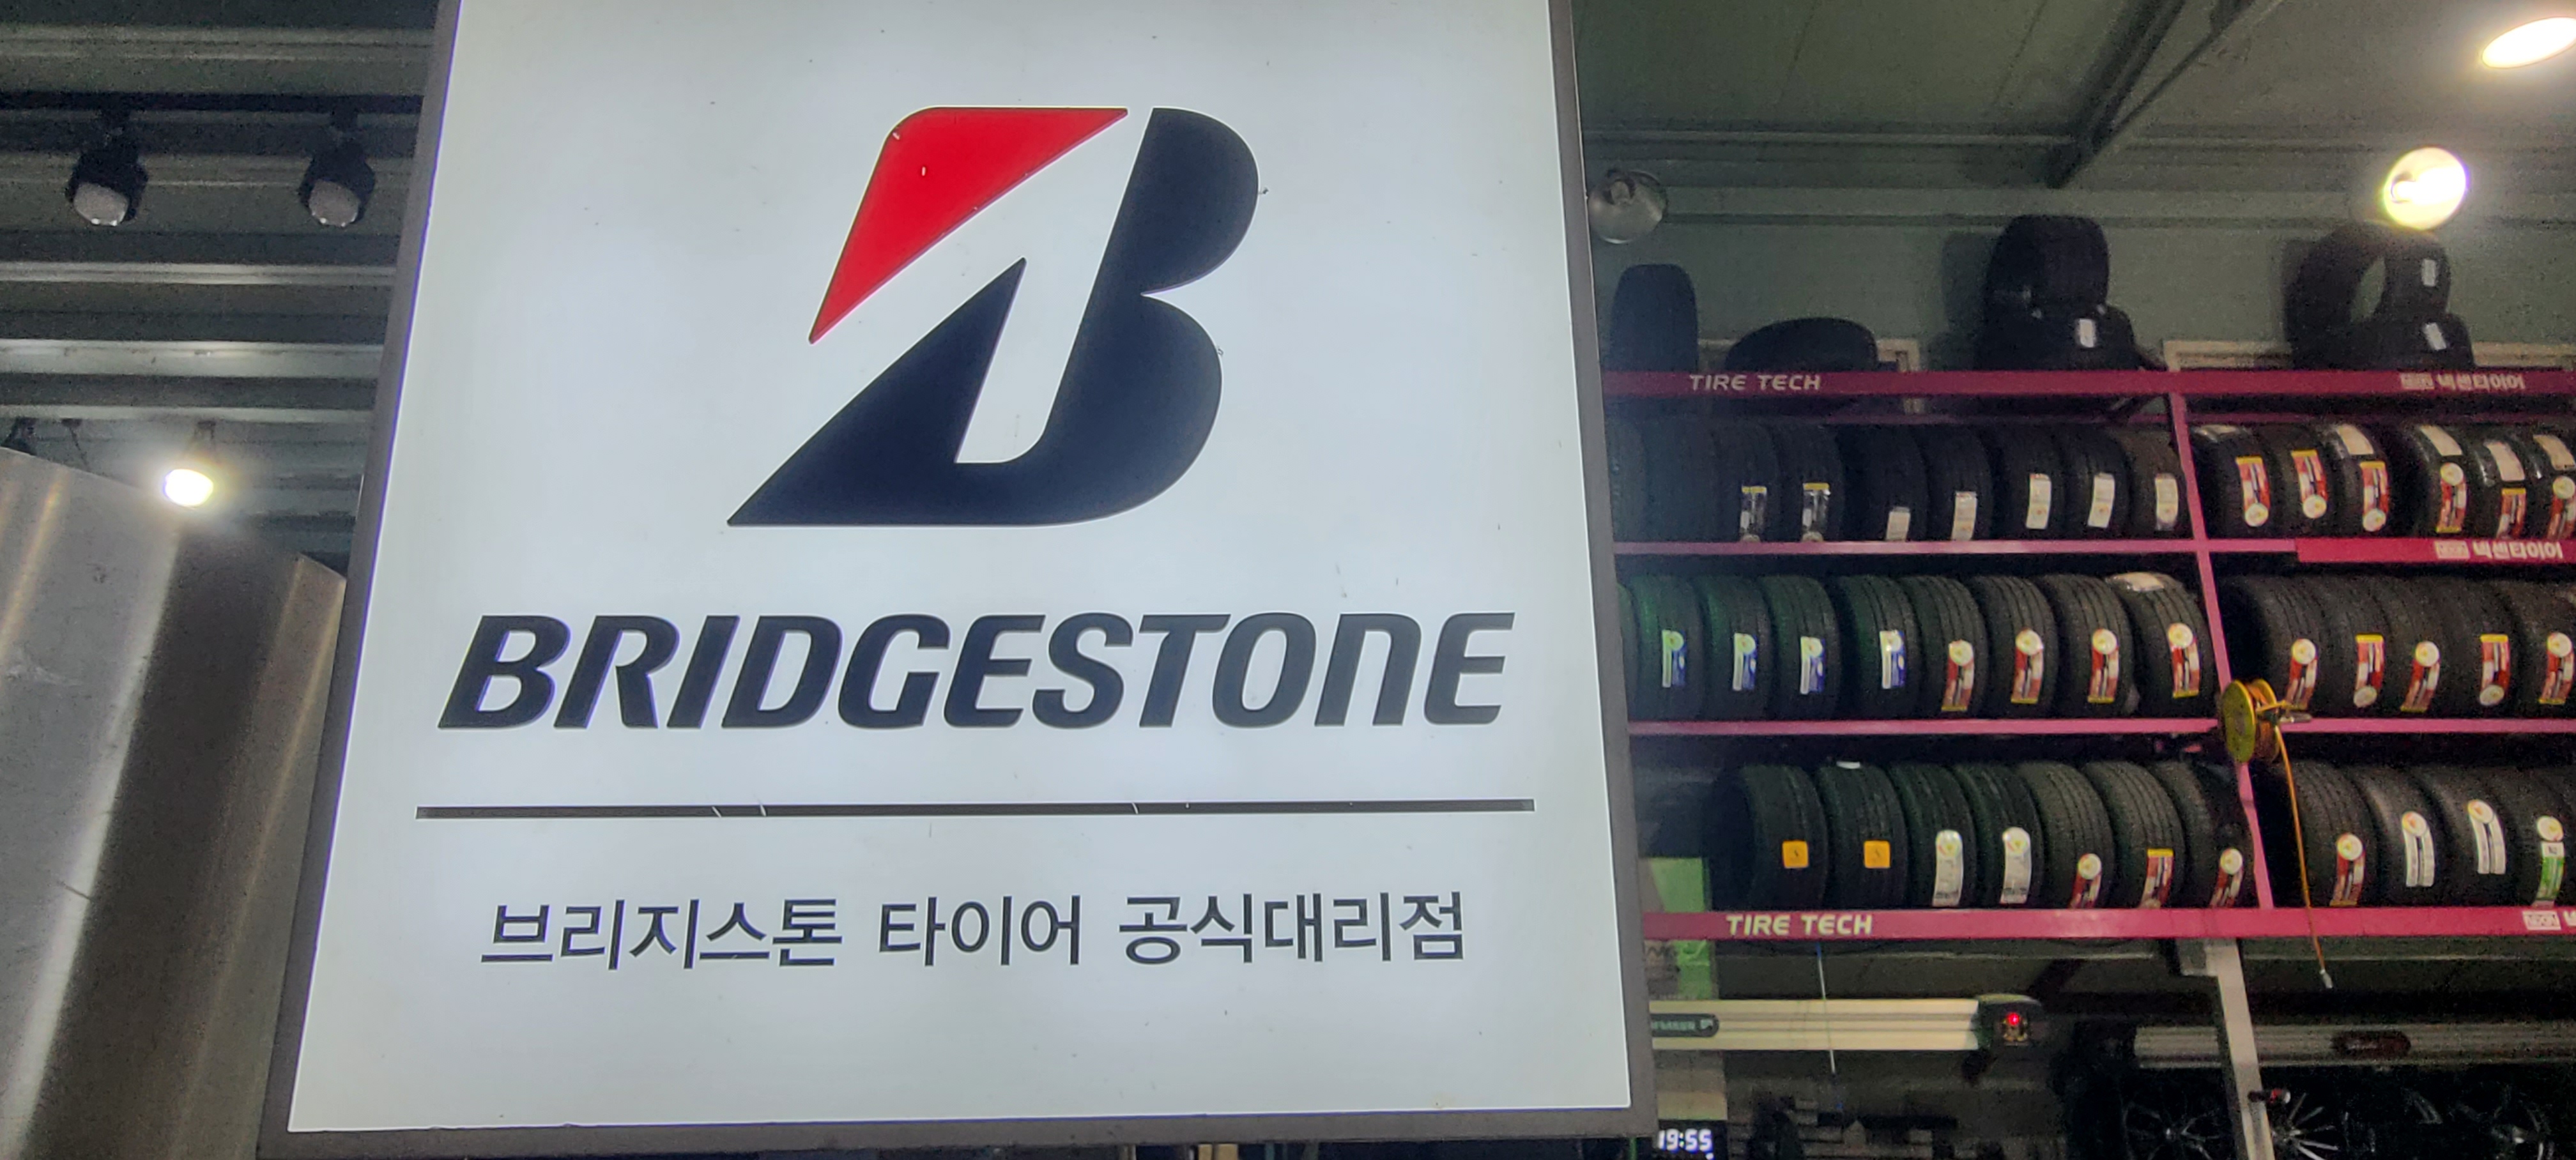 BRIDGESTONE
브리지스톤 타이어 공식대리점
TIRE TECH
넥센타이어
넥센타이어
TIRE TECH
19:55